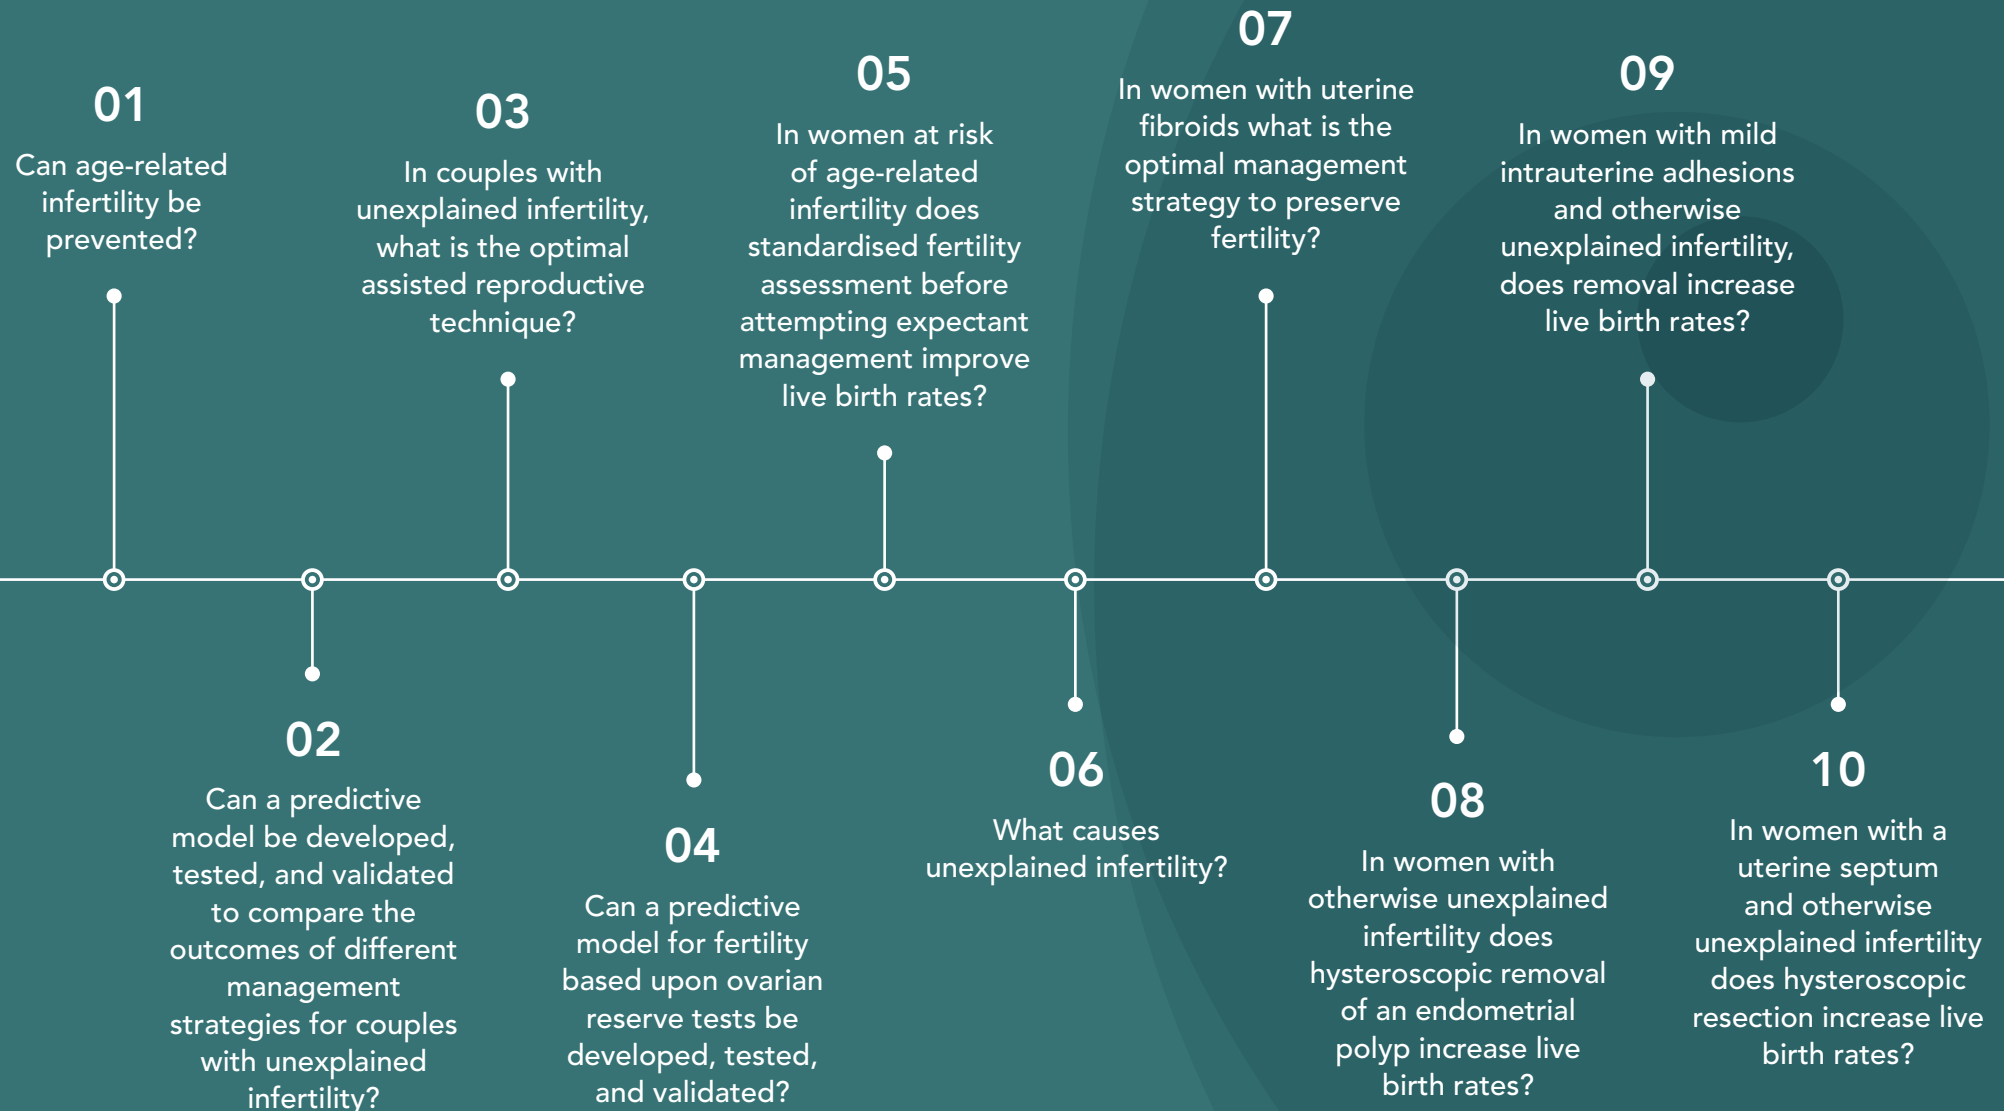 01
Can age-related
infertility be
prevented?
02
Can a predictive
model be developed,
tested, and validated
to compare the
outcomes of different
management
strategies for couples
with unexplained
infertility?
03
In couples with
unexplained infertility,
what is the optimal
assisted reproductive
technique?
04
Can a predictive
model for fertility
based upon ovarian
reserve tests be
developed, tested,
and validated?
05
In women at risk
of age-related
infertility does
standardised fertility
assessment before
attempting expectant
management improve
live birth rates?
06
What causes
unexplained infertility?
07
In women with uterine
fibroids what is the
optimal management
strategy to preserve
fertility?
08
In women with
otherwise unexplained
infertility does
hysteroscopic removal
of an endometrial
polyp increase live
birth rates?
09
In women with mild
intrauterine adhesions
and otherwise
unexplained infertility,
does removal increase
live birth rates?
10
In women with a
uterine septum
and otherwise
unexplained infertility
does hysteroscopic
resection increase live
birth rates?